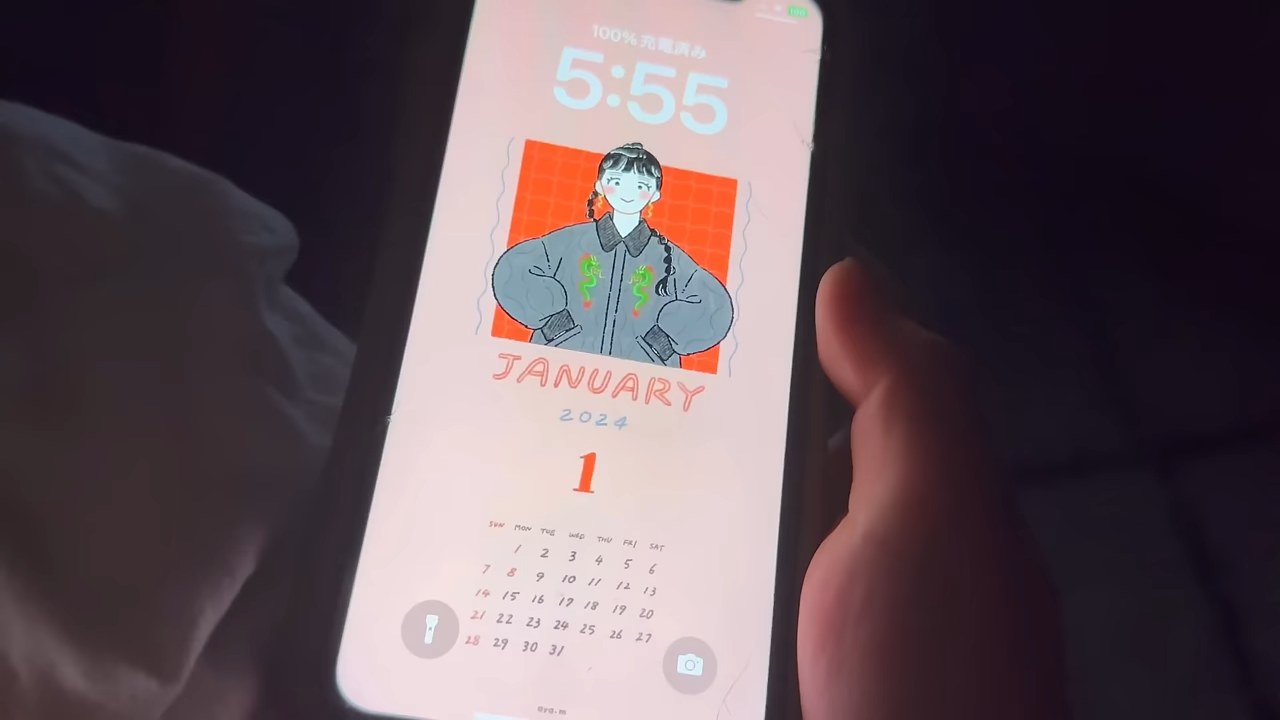 100
100%充電済み
5:55
JANUARY
2024
1
SUN MON TUE WED THU FRI SAT
1 2 3 4 5 6
7 8 9 10 11 12 13
14 15 16 17 18 19 20
21 22 23 24 25 26 27
28 29 30 31
aya.m